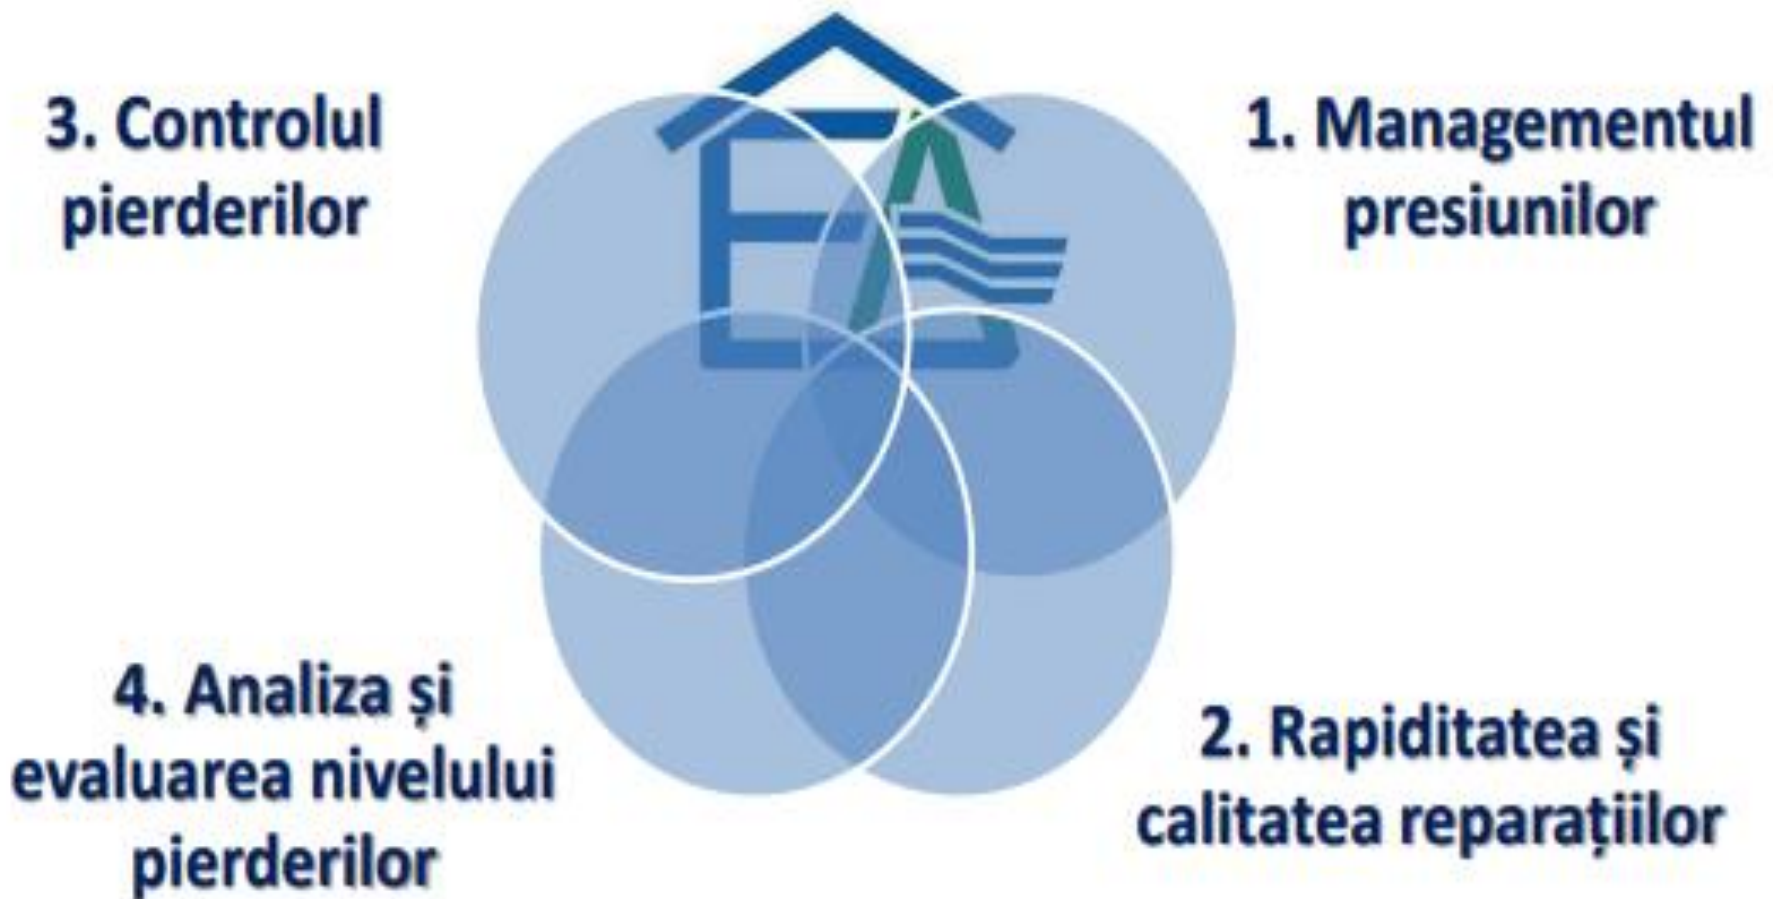 3. Controlul
pierderilor
1. Managementul
presiunilor
4. Analiza și
evaluarea nivelului
pierderilor
2. Rapiditatea și
calitatea reparațiilor